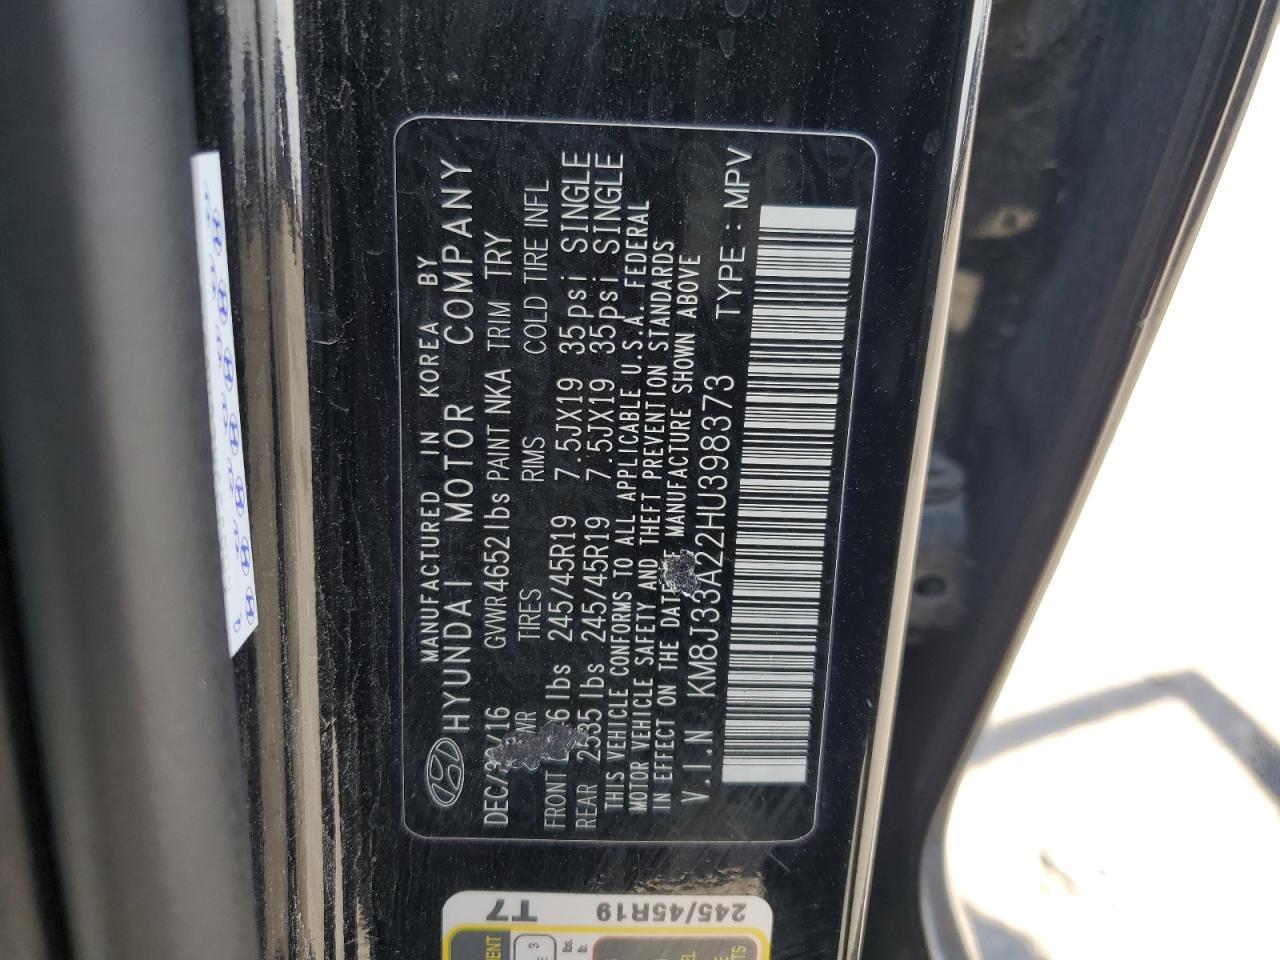 MANUFACTURED IN KOREA BY
HYUNDAI MOTOR COMPANY
GVWR 4652 lbs PAINT NKA TRIM TRY
TIRES RIMS COLD TIRE INFL
FRONT 245/45R19 7.5JX19 35psi SINGLE
REAR 2535 lbs 245/45R19 7.5JX19 35psi SINGLE
THIS VEHICLE CONFORMS TO ALL APPLICABLE U.S.A. FEDERAL
MOTOR VEHICLE SAFETY AND THEFT PREVENTION STANDARDS
IN EFFECT ON THE DATE MANUFACTURE SHOWN ABOVE
V.I.N KM8J33A22HU398373 TYPE : MPV
T7
245/45R19